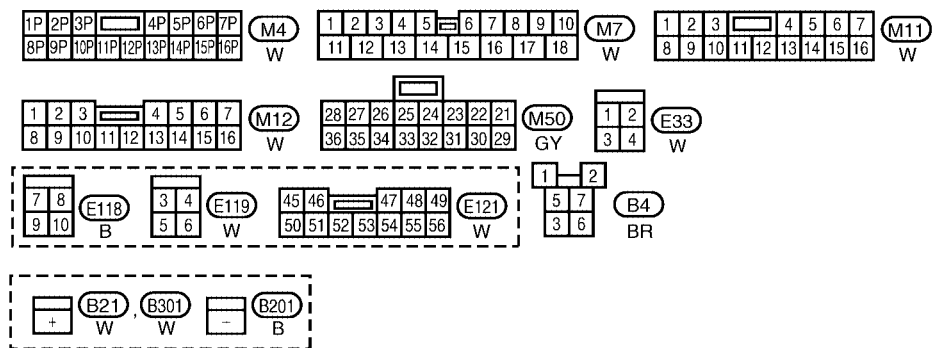 1P 2P 3P 4P 5P 6P 7P
8P 9P 10P 11P 12P 13P 14P 15P 16P
M4
W
1 2 3 4 5 6 7 8 9 10
11 12 13 14 15 16 17 18
M7
W
1 2 3 4 5 6 7
8 9 10 11 12 13 14 15 16
M11
W
1 2 3 4 5 6 7
8 9 10 11 12 13 14 15 16
M12
W
28 27 26 25 24 23 22 21
36 35 34 33 32 31 30 29
M50
GY
1 2
3 4
E33
W
7 8
9 10
E118
B
3 4
5 6
E119
W
45 46 47 48 49
50 51 52 53 54 55 56
E121
W
1 2
5 7
3 6
B4
BR
+
B21 , B301
W W
−
B201
B